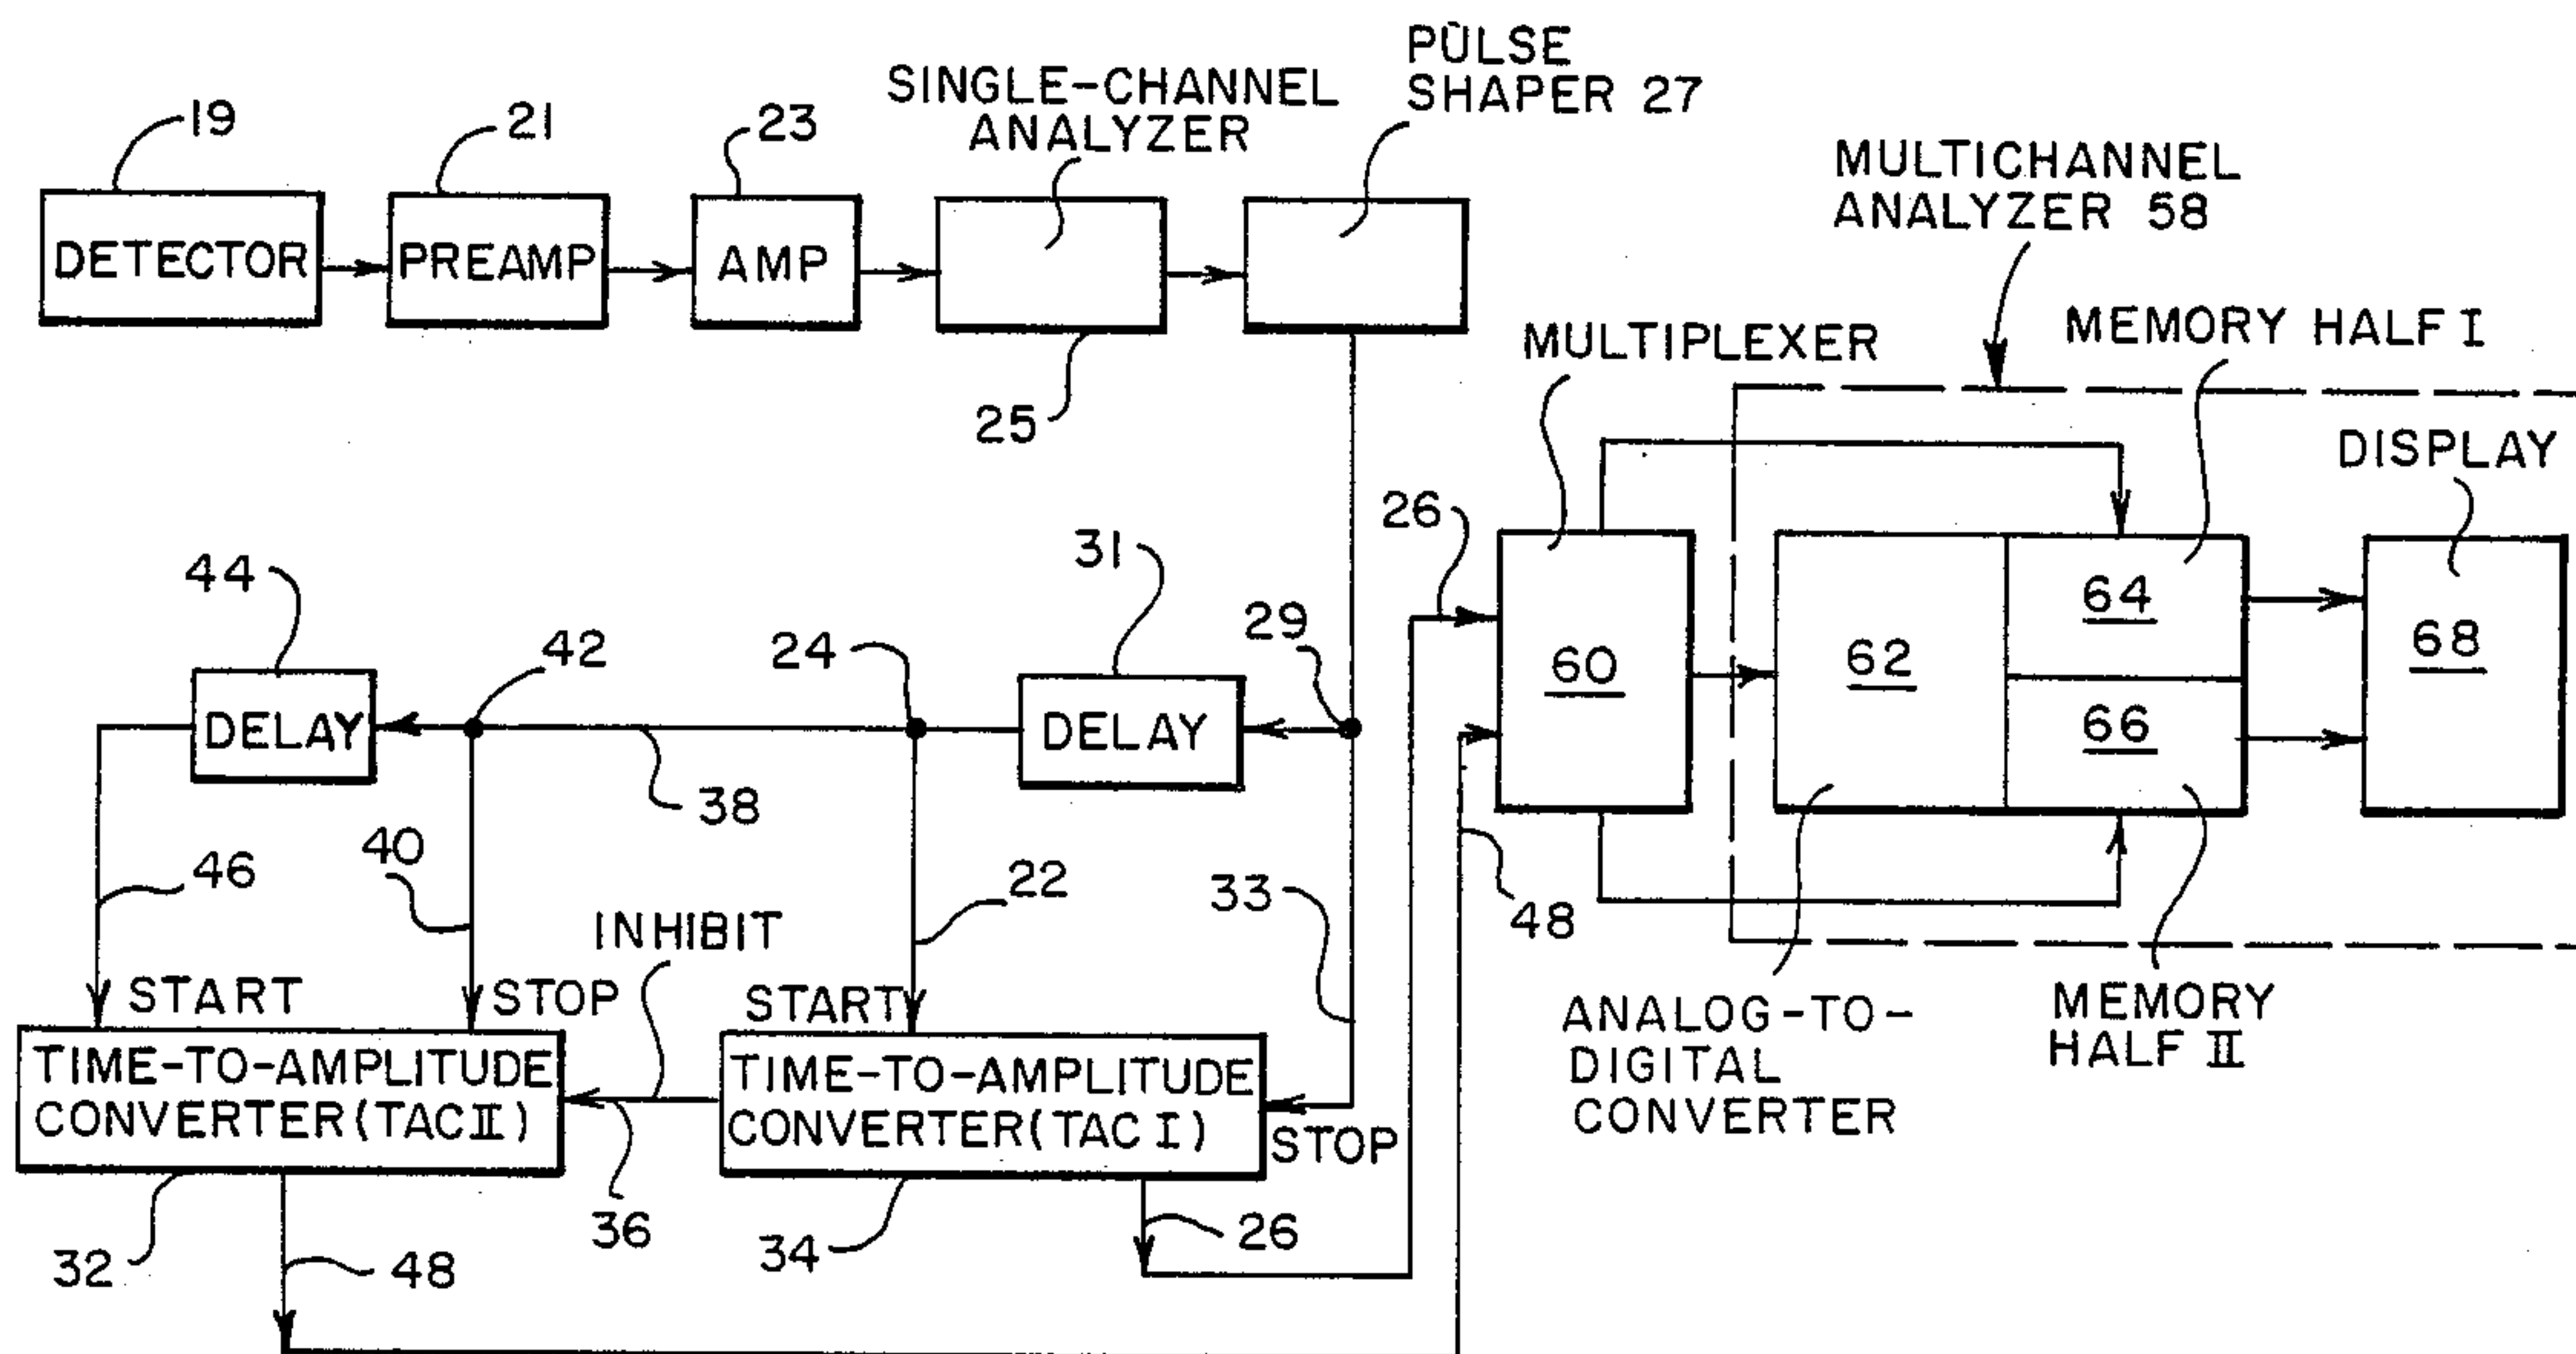 19
21
23
SINGLE-CHANNEL
ANALYZER
PULSE
SHAPER 27
MULTICHANNEL
ANALYZER 58
DETECTOR
PREAMP
AMP
25
MULTIPLEXER
MEMORY HALF I
DISPLAY
26
44
42
24
31
29
DELAY
DELAY
38
60
62
64
66
68
46
40
INHIBIT
22
33
48
START
STOP
START
STOP
TIME-TO-AMPLITUDE
CONVERTER (TAC II)
TIME-TO-AMPLITUDE
CONVERTER (TAC I)
ANALOG-TO-
DIGITAL
CONVERTER
MEMORY
HALF II
32
48
36
34
26